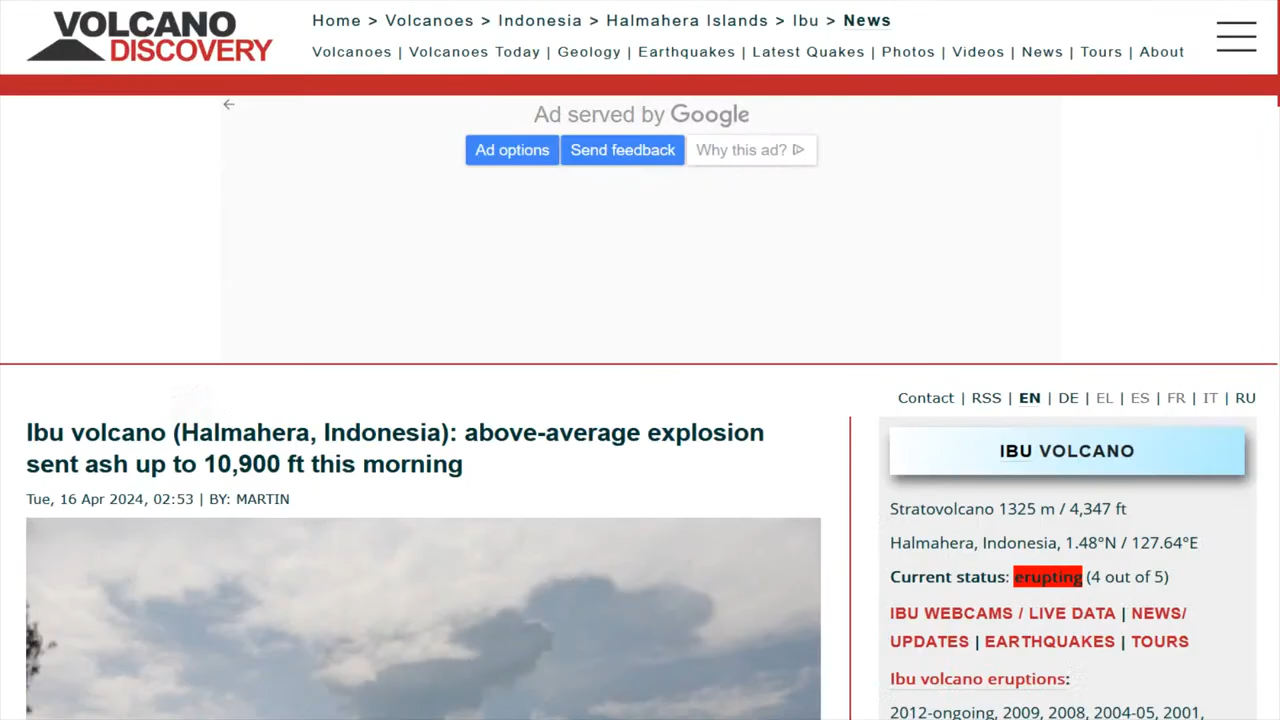 VOLCANO
DISCOVERY
Home > Volcanoes > Indonesia > Halmahera Islands > Ibu > News
Volcanoes | Volcanoes Today | Geology | Earthquakes | Latest Quakes | Photos | Videos | News | Tours | About
Ad served by Google
Ad options
Send feedback
Why this ad?
Contact | RSS | EN | DE | EL | ES | FR | IT | RU
Ibu volcano (Halmahera, Indonesia): above-average explosion
sent ash up to 10,900 ft this morning
Tue, 16 Apr 2024, 02:53 | BY: MARTIN
IBU VOLCANO
Stratovolcano 1325 m / 4,347 ft
Halmahera, Indonesia, 1.48°N / 127.64°E
Current status: erupting (4 out of 5)
IBU WEBCAMS / LIVE DATA | NEWS/
UPDATES | EARTHQUAKES | TOURS
Ibu volcano eruptions:
2012-ongoing, 2009, 2008, 2004-05, 2001,